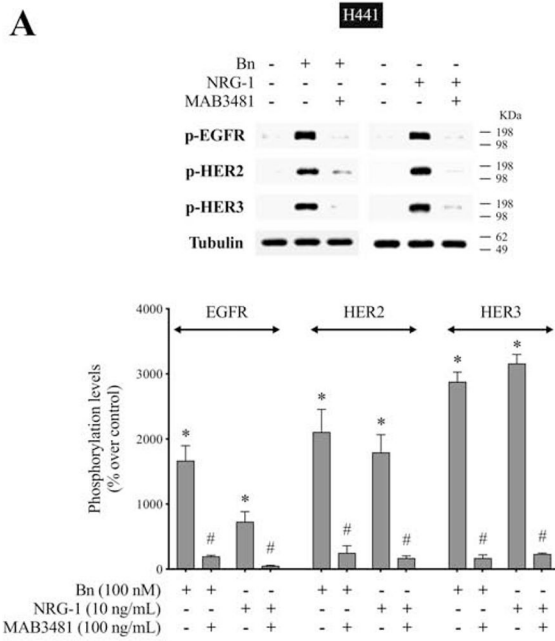 A
H441
Bn - + + - - -
NRG-1 - - - - + +
MAB3481 - - + - - +
KDa
p-EGFR 198
98
p-HER2 198
98
p-HER3 198
98
Tubulin 62
49
4000
3000
2000
1000
0
Phosphorylation levels
(% over control)
EGFR HER2 HER3
* # * # * # * # * # * #
Bn (100 nM) + + - - + + - - + + - -
NRG-1 (10 ng/mL) - - + + - - + + - - + +
MAB3481 (100 ng/mL) - + - + - + - + - + - +